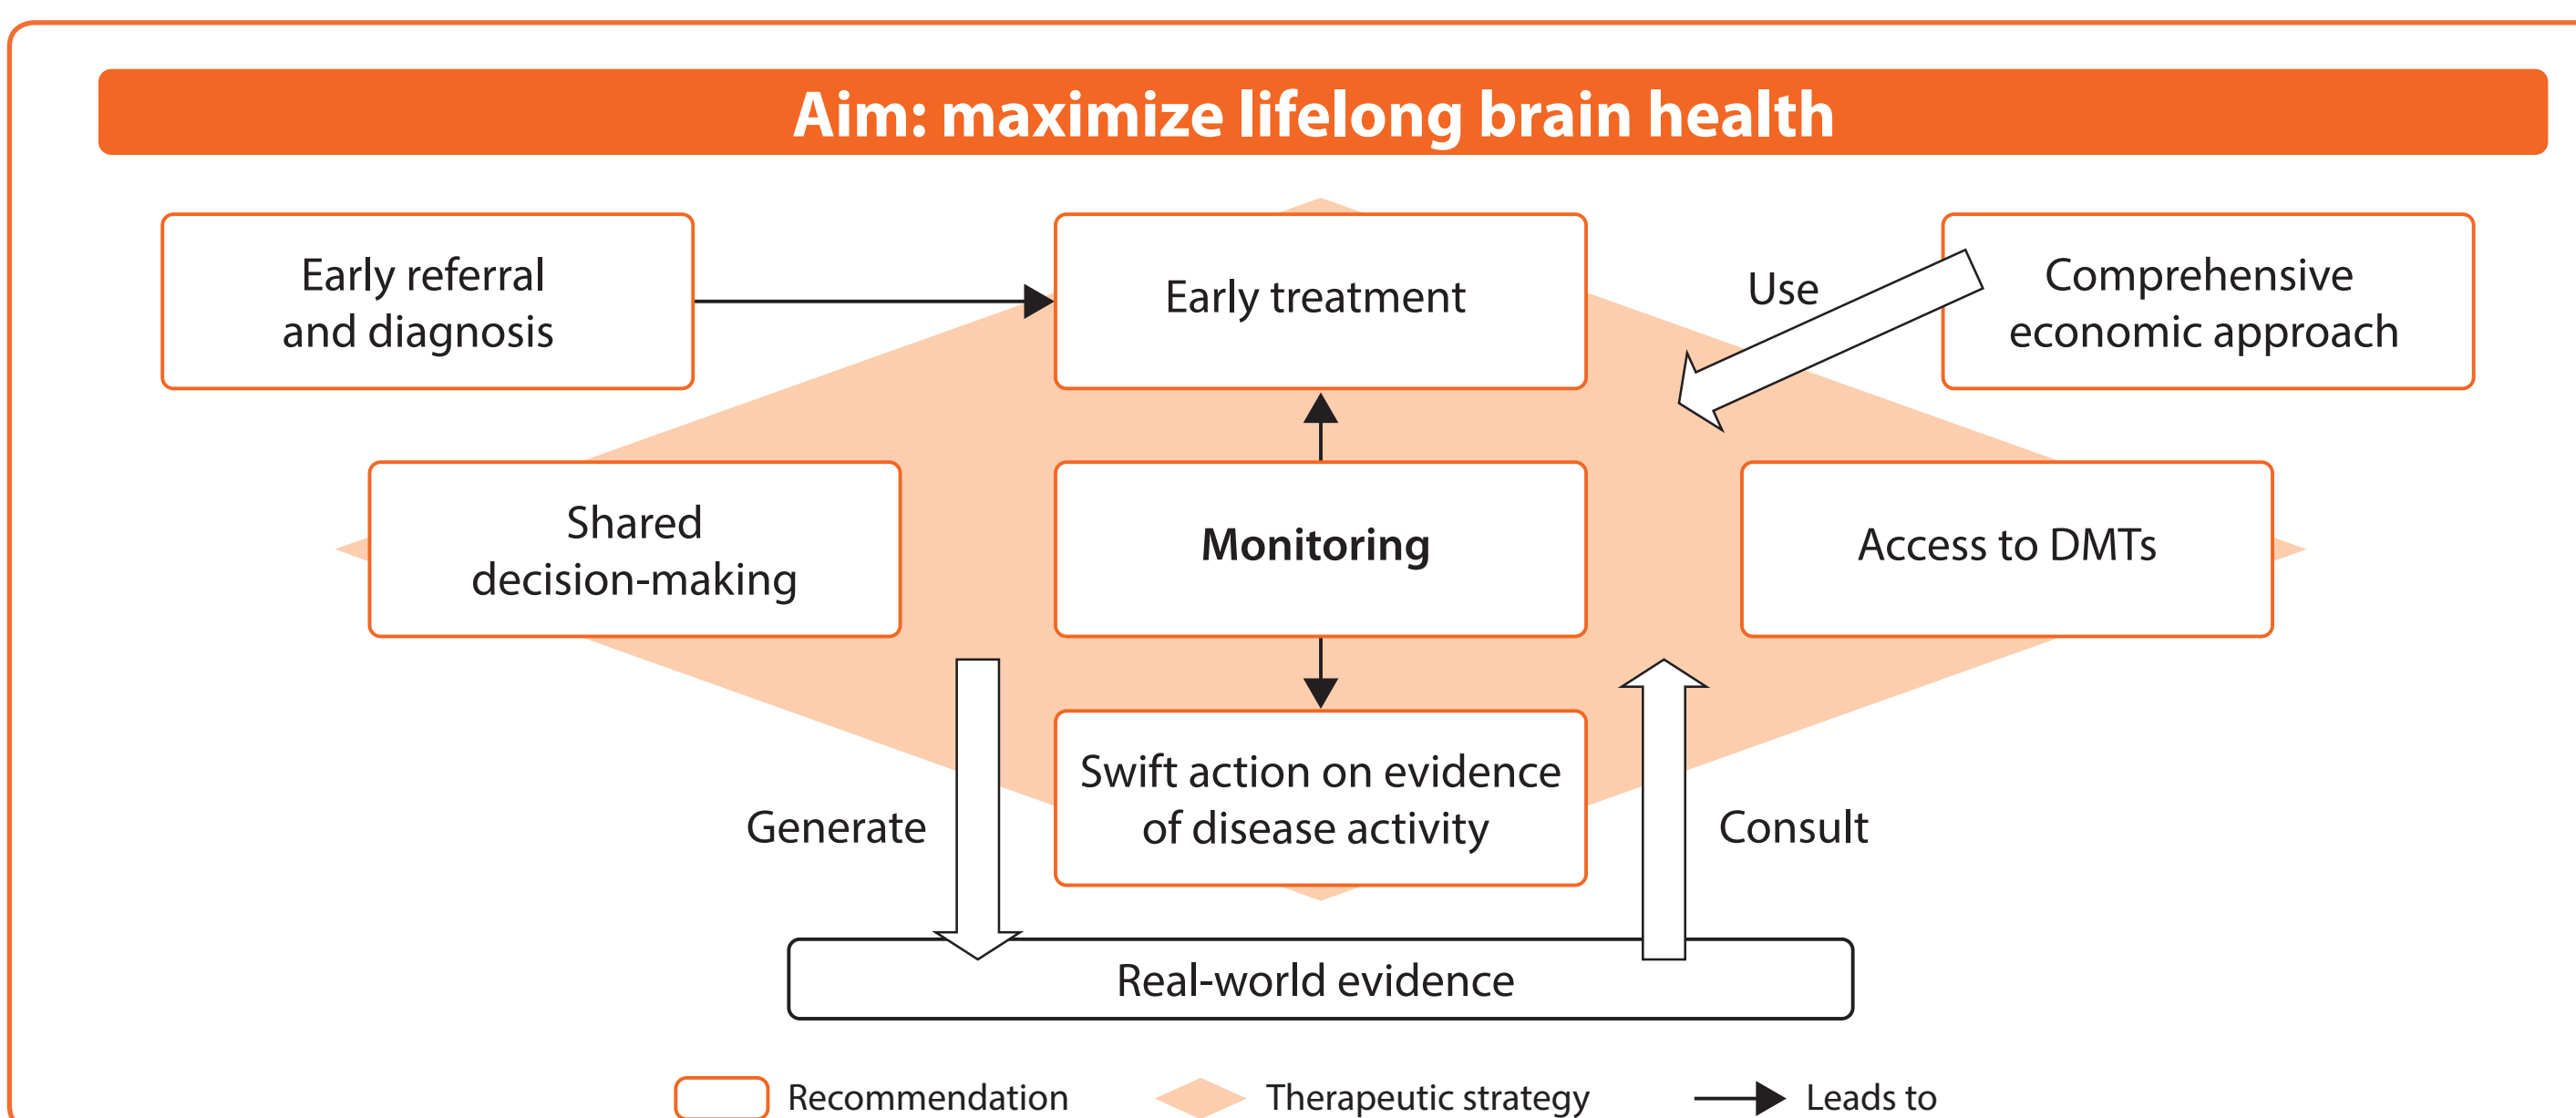 Aim: maximize lifelong brain health
Early referral
and diagnosis
Early treatment
Use
Comprehensive
economic approach
Shared
decision-making
Monitoring
Access to DMTs
Swift action on evidence
of disease activity
Generate
Consult
Real-world evidence
Recommendation
Therapeutic strategy
Leads to